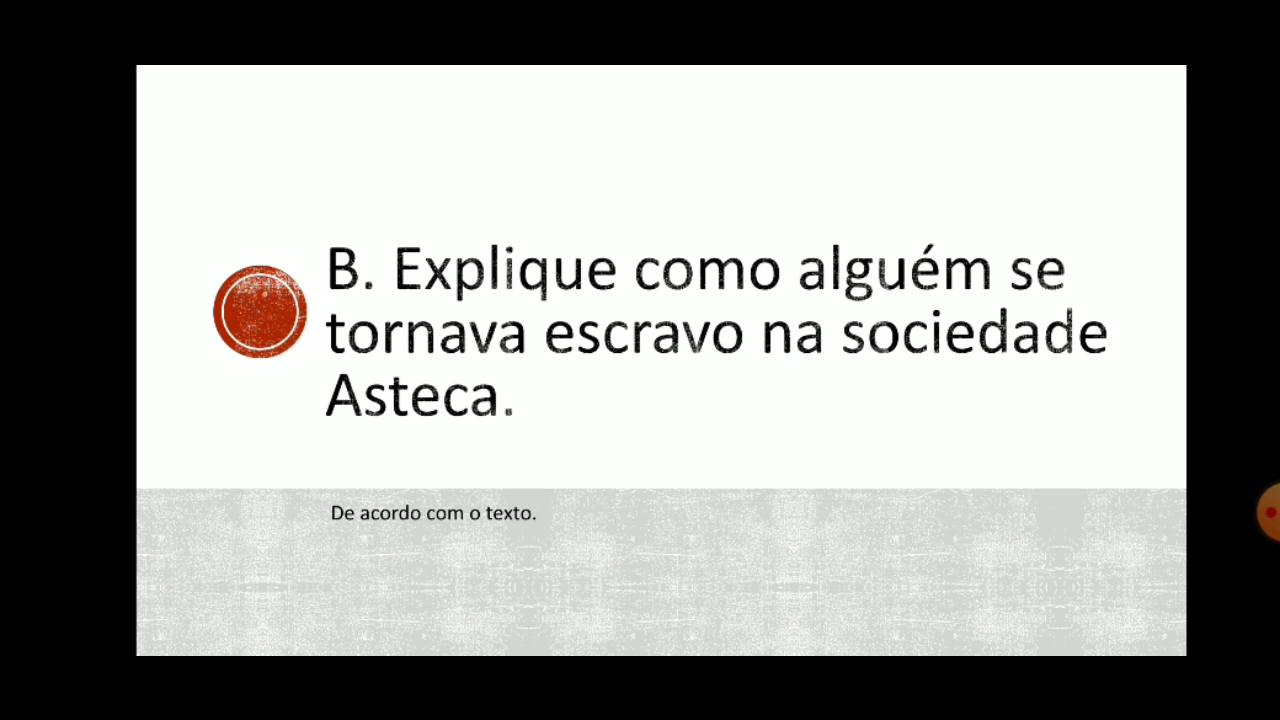 B. Explique como alguém se
tornava escravo na sociedade
Asteca.
De acordo com o texto.